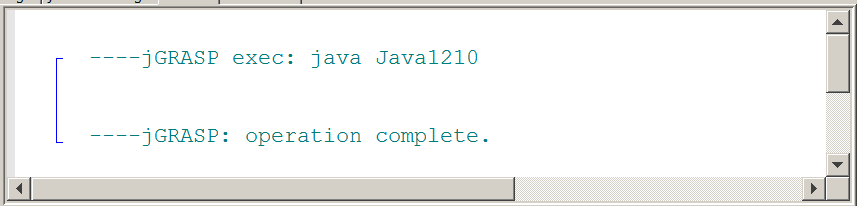 ----jGRASP exec: java Java1210
----jGRASP: operation complete.